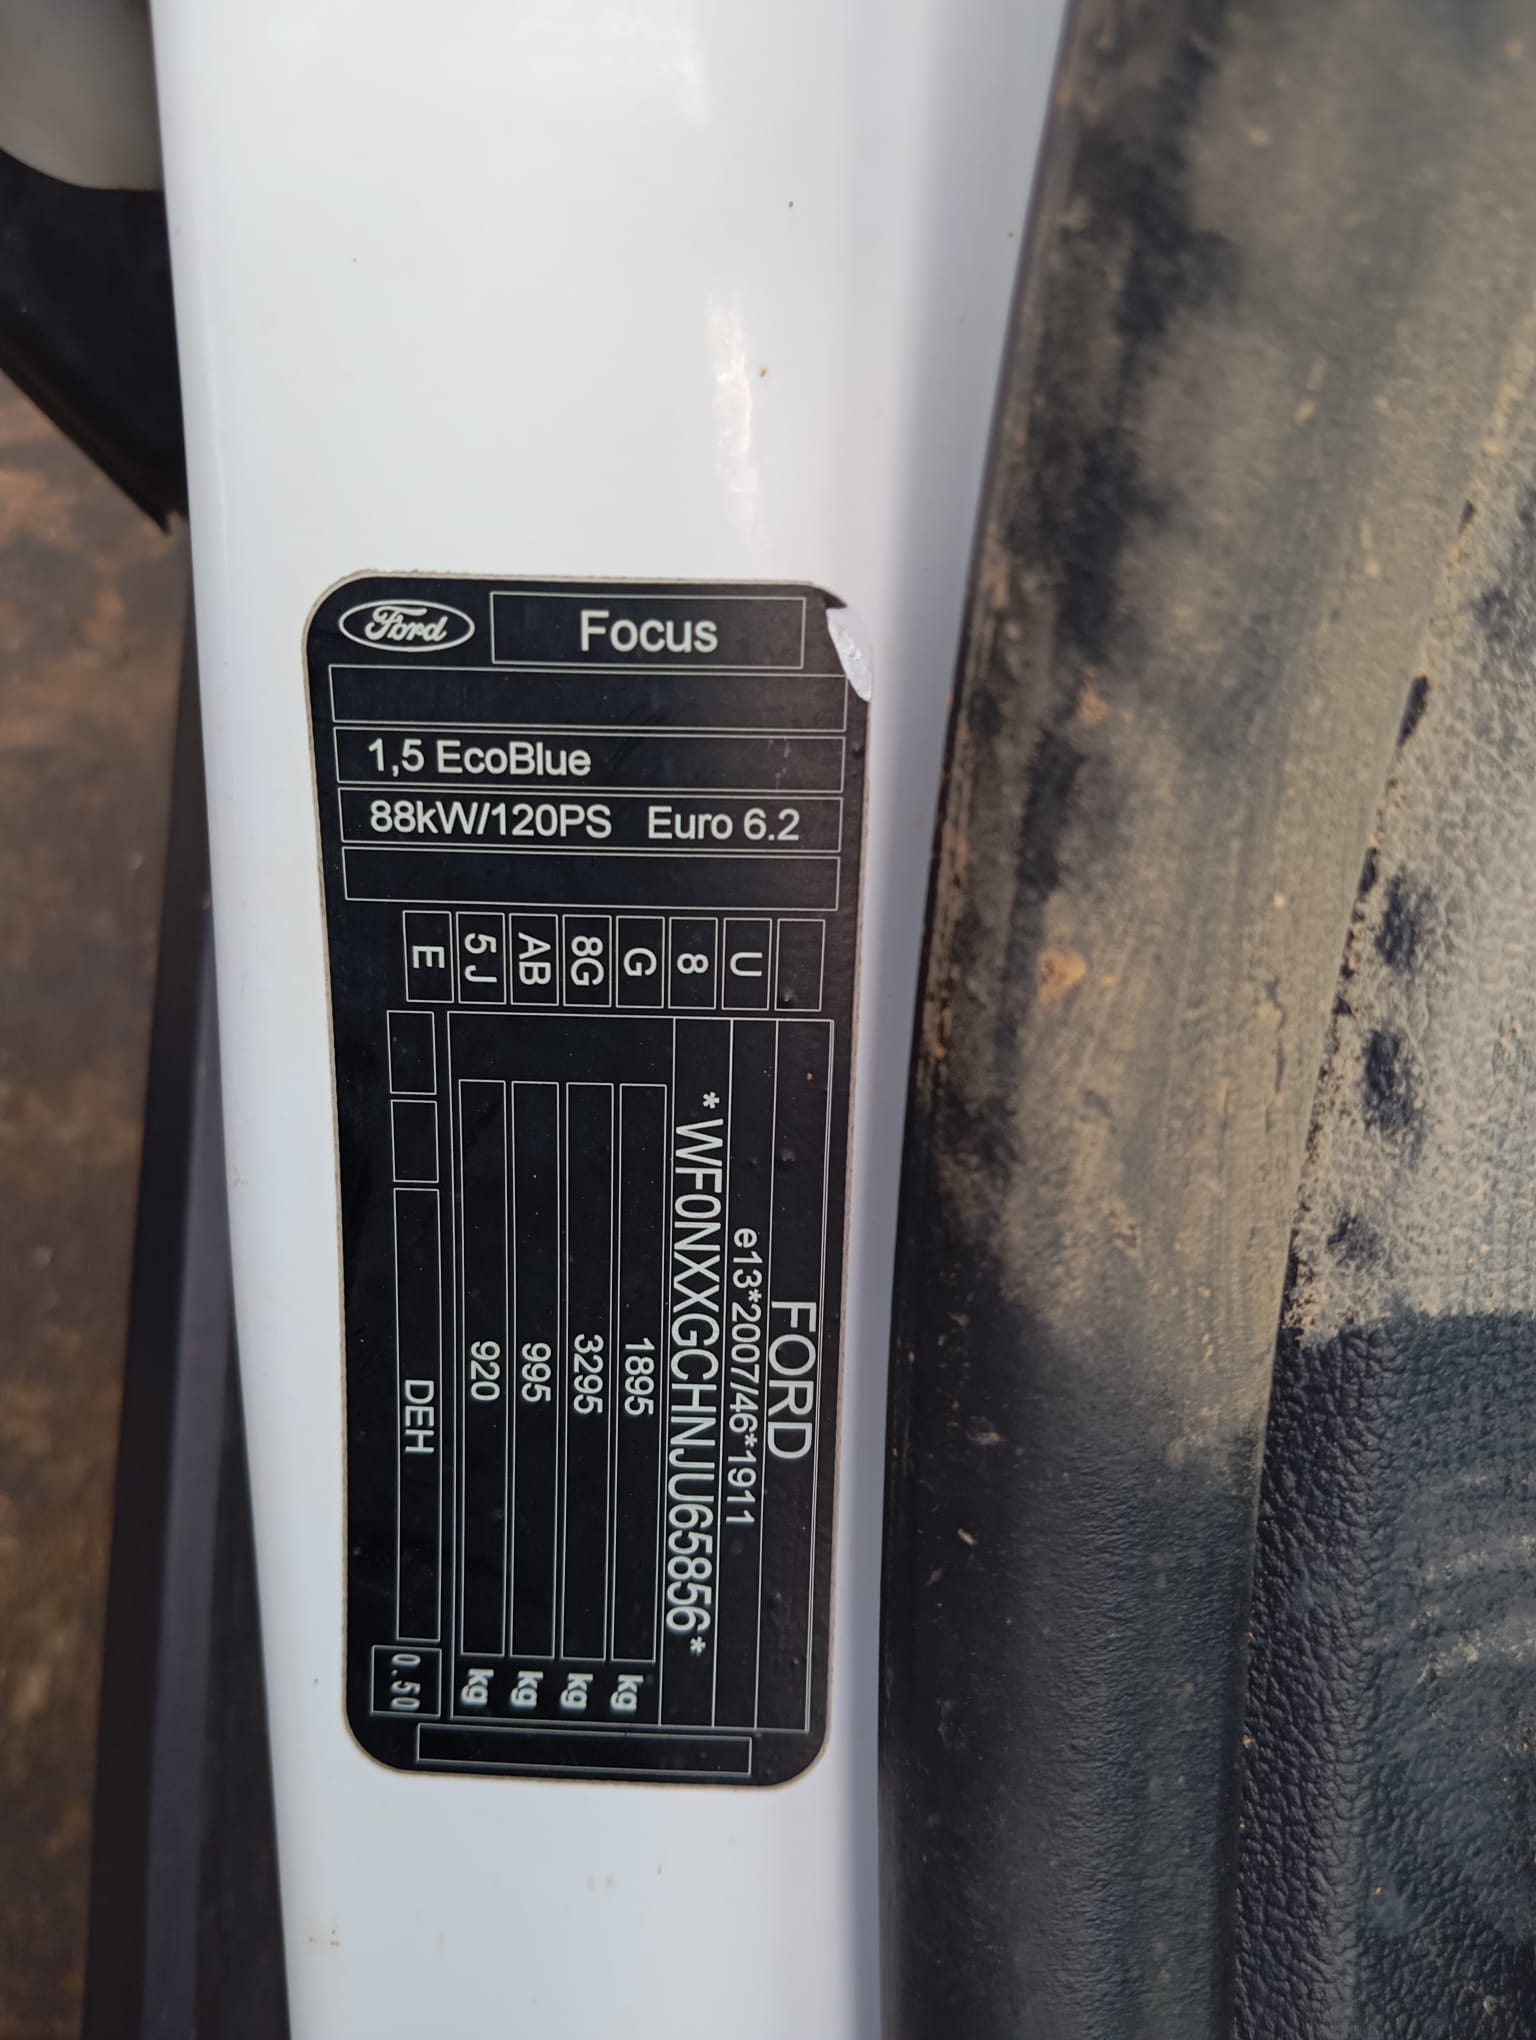 Ford
Focus
1,5 EcoBlue
88kW/120PS Euro 6.2
FORD
e13*2007/46*1911
*WF0NXXGCHNJU65856*
1895 kg
3295 kg
995 kg
920 kg
U
8
G
8G
AB
5J
E
DEH
0.50